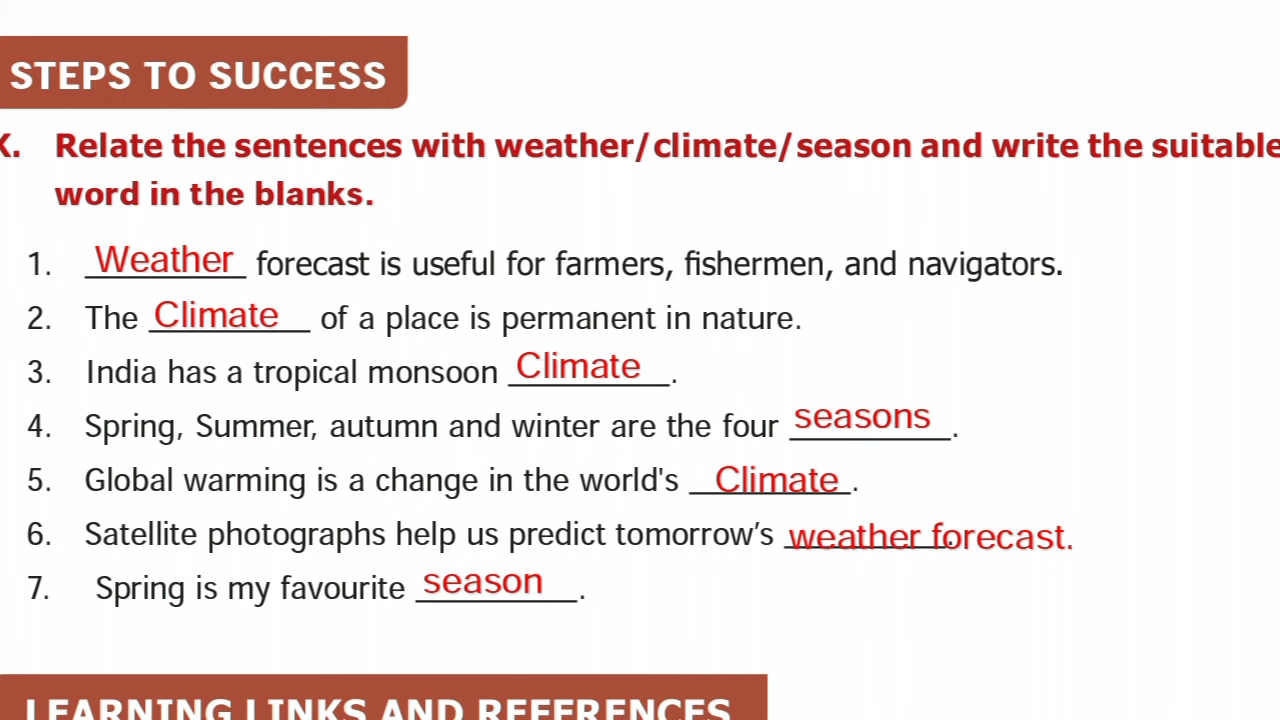 STEPS TO SUCCESS
K. Relate the sentences with weather/climate/season and write the suitable
word in the blanks.
1. Weather forecast is useful for farmers, fishermen, and navigators.
2. The Climate of a place is permanent in nature.
3. India has a tropical monsoon Climate.
4. Spring, Summer, autumn and winter are the four seasons.
5. Global warming is a change in the world's Climate.
6. Satellite photographs help us predict tomorrow’s weather forecast.
7. Spring is my favourite season.
LEARNING LINKS AND REFERENCES